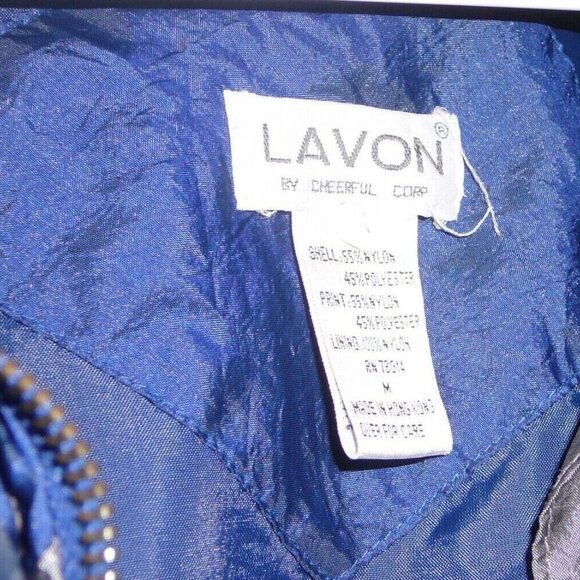 LAVON®
BY CHEERFUL CORP
SHELL:55%NYLON
45%POLYESTER
PRINT:55%NYLON
45%POLYESTER
LINING:100%NYLON
RN 78314
M
MADE IN HONG KONG
OVER FOR CARE